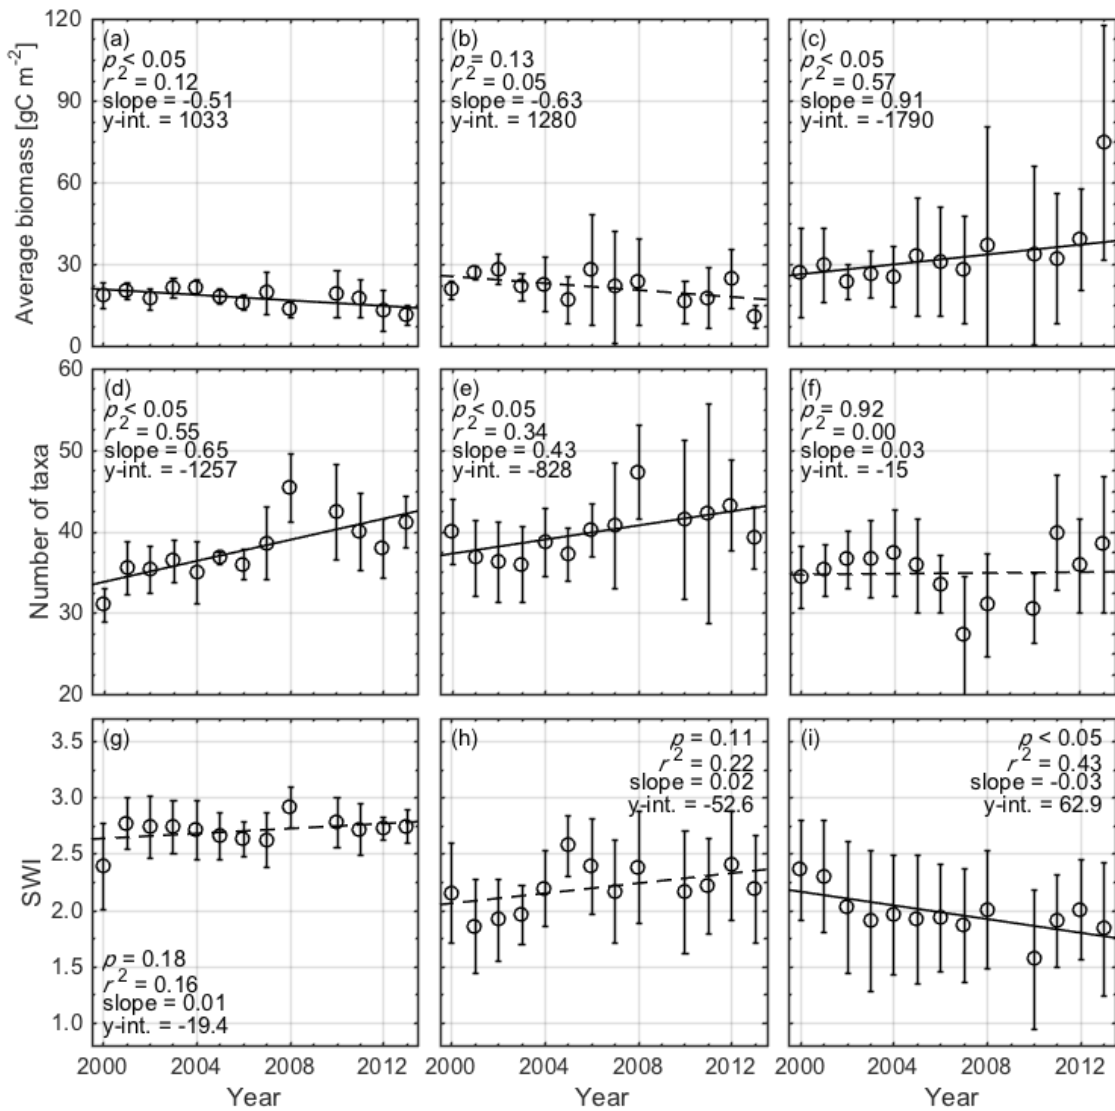 Average biomass [gC m⁻²]
120
90
60
30
0
(a)
p < 0.05
r² = 0.12
slope = -0.51
y-int. = 1033
(b)
p = 0.13
r² = 0.05
slope = -0.63
y-int. = 1280
(c)
p < 0.05
r² = 0.57
slope = 0.91
y-int. = -1790
Number of taxa
60
50
40
30
20
(d)
p < 0.05
r² = 0.55
slope = 0.65
y-int. = -1257
(e)
p < 0.05
r² = 0.34
slope = 0.43
y-int. = -828
(f)
p = 0.92
r² = 0.00
slope = 0.03
y-int. = -15
SWI
3.5
3.0
2.5
2.0
1.5
1.0
(g)
p = 0.18
r² = 0.16
slope = 0.01
y-int. = -19.4
(h)
p = 0.11
r² = 0.22
slope = 0.02
y-int. = -52.6
(i)
p < 0.05
r² = 0.43
slope = -0.03
y-int. = 62.9
2000 2004 2008 2012
2000 2004 2008 2012
2000 2004 2008 2012
Year
Year
Year